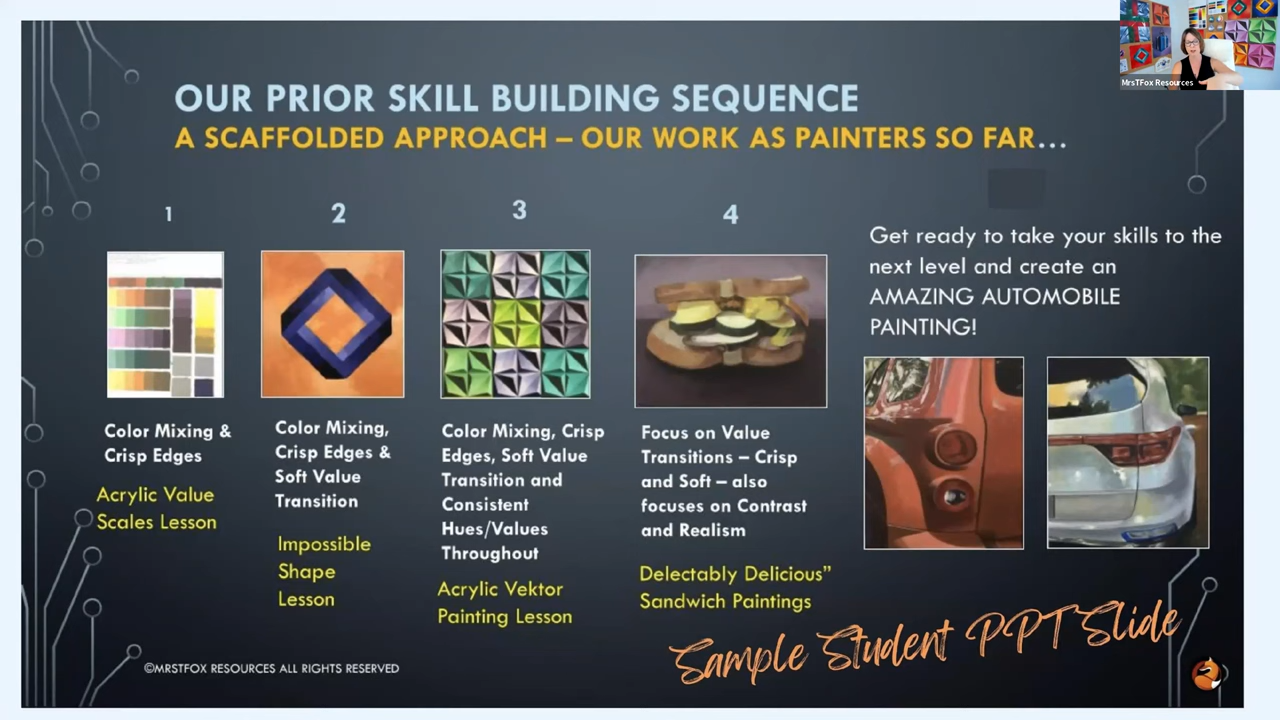 MrsTFox Resources
OUR PRIOR SKILL BUILDING SEQUENCE
A SCAFFOLDED APPROACH – OUR WORK AS PAINTERS SO FAR...
1
Color Mixing &
Crisp Edges
Acrylic Value
Scales Lesson
2
Color Mixing,
Crisp Edges &
Soft Value
Transition
Impossible
Shape
Lesson
3
Color Mixing, Crisp
Edges, Soft Value
Transition and
Consistent
Hues/Values
Throughout
Acrylic Vektor
Painting Lesson
4
Focus on Value
Transitions – Crisp
and Soft – also
focuses on Contrast
and Realism
Delectably Delicious”
Sandwich Paintings
Get ready to take your skills to the
next level and create an
AMAZING AUTOMOBILE
PAINTING!
Sample Student PPT Slide
©MRSTFOX RESOURCES ALL RIGHTS RESERVED